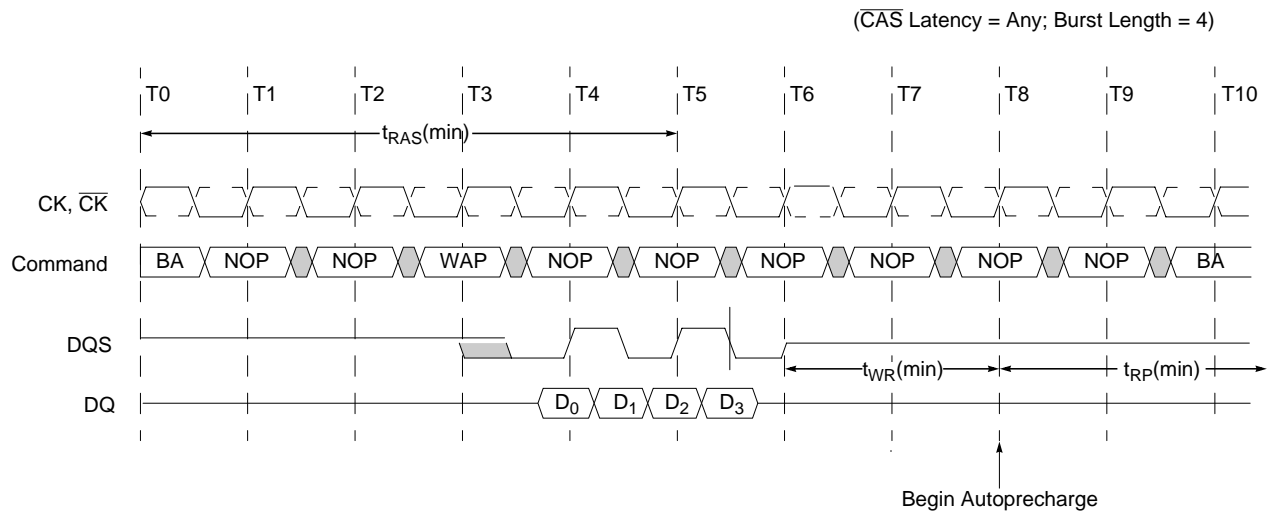 (C̅A̅S̅ Latency = Any; Burst Length = 4)
T0 T1 T2 T3 T4 T5 T6 T7 T8 T9 T10
tRAS(min)
CK, C̅K̅
Command BA NOP NOP WAP NOP NOP NOP NOP NOP NOP BA
DQS
tWR(min) tRP(min)
DQ D0 D1 D2 D3
Begin Autoprecharge